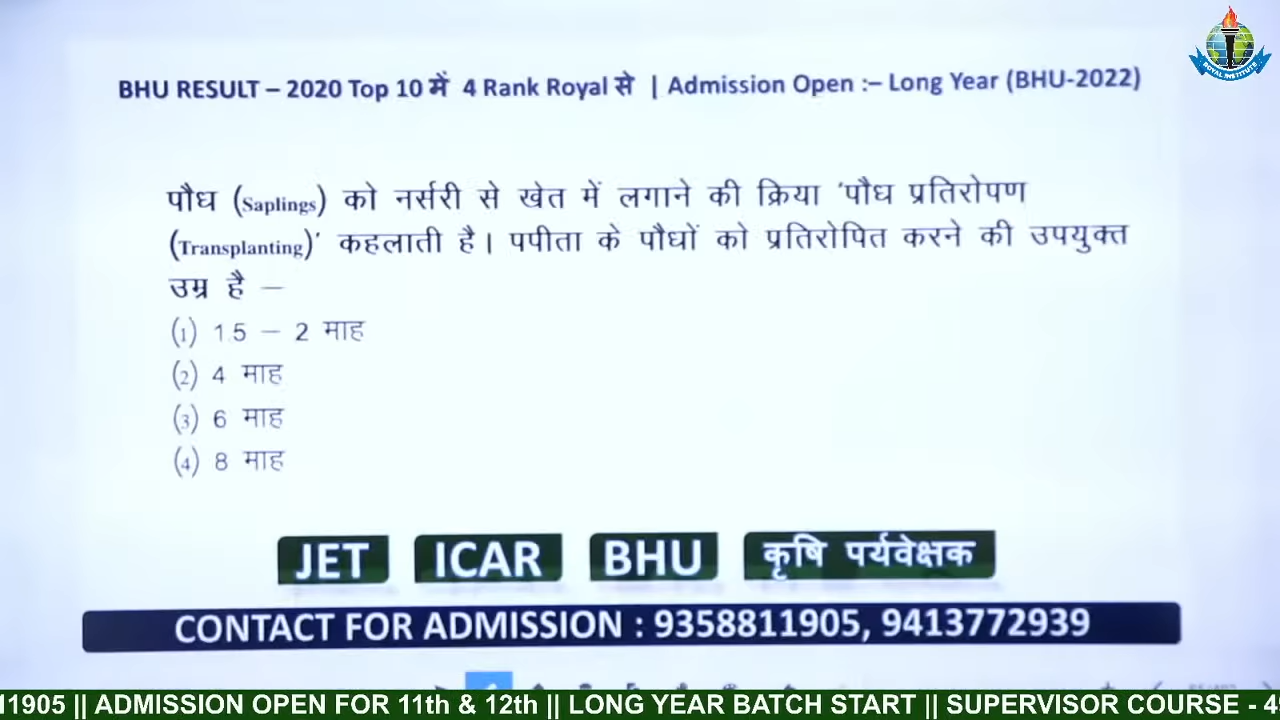 ROYAL INSTITUTE
BHU RESULT – 2020 Top 10 में 4 Rank Royal से | Admission Open :– Long Year (BHU-2022)
पौध (Saplings) को नर्सरी से खेत में लगाने की क्रिया 'पौध प्रतिरोपण
(Transplanting)' कहलाती है। पपीता के पौधों को प्रतिरोपित करने की उपयुक्त
उम्र है –
(1) 1.5 – 2 माह
(2) 4 माह
(3) 6 माह
(4) 8 माह
JET ICAR BHU कृषि पर्यवेक्षक
CONTACT FOR ADMISSION : 9358811905, 9413772939
11905 || ADMISSION OPEN FOR 11th & 12th || LONG YEAR BATCH START || SUPERVISOR COURSE - 4